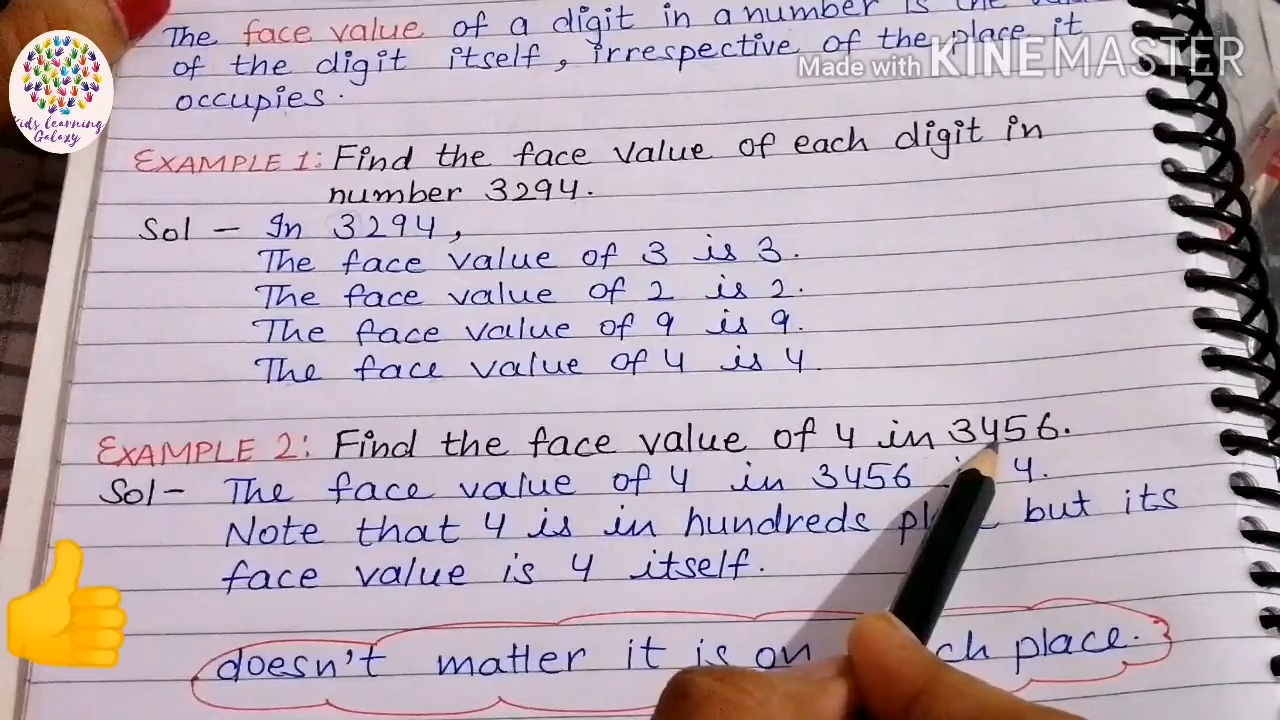 The face value of a digit in a number is the
of the digit itself, irrespective of the place it
occupies.
Made with KINEMASTER
Kids Learning
Galaxy
EXAMPLE 1: Find the face value of each digit in
number 3294.
Sol - In 3294,
The face value of 3 is 3.
The face value of 2 is 2.
The face value of 9 is 9.
The face value of 4 is 4.
EXAMPLE 2: Find the face value of 4 in 3456.
Sol - The face value of 4 in 3456 4.
Note that 4 is in hundreds but its
face value is 4 itself.
doesn't matter it is on place.